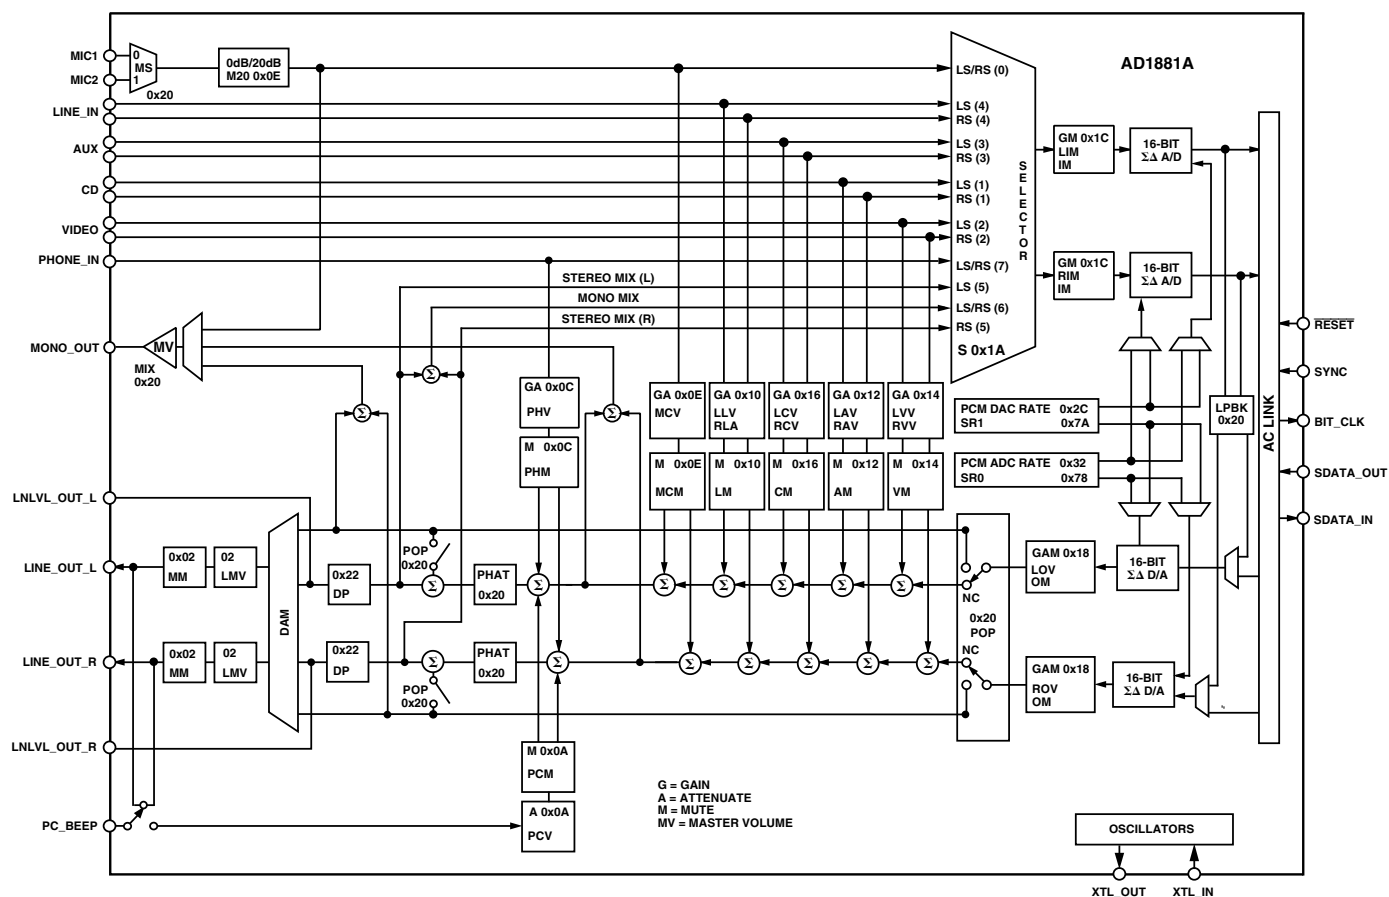 AD1881A
MIC1
MIC2
0
MS
1
0x20
0dB/20dB
M20 0x0E
LINE_IN
AUX
CD
VIDEO
PHONE_IN
STEREO MIX (L)
MONO MIX
STEREO MIX (R)
LS/RS (0)
LS (4)
RS (4)
LS (3)
RS (3)
LS (1)
RS (1)
LS (2)
RS (2)
LS/RS (7)
LS (5)
LS/RS (6)
RS (5)
S 0x1A
SELECTOR
GM 0x1C
LIM
IM
16-BIT
ΣΔ A/D
GM 0x1C
RIM
IM
16-BIT
ΣΔ A/D
MONO_OUT
MV
MIX
0x20
Σ
Σ
Σ
GA 0x0C
PHV
M 0x0C
PHM
GA 0x0E
MCV
GA 0x10
LLV
RLA
GA 0x16
LCV
RCV
GA 0x12
LAV
RAV
GA 0x14
LVV
RVV
M 0x0E
MCM
M 0x10
LM
M 0x16
CM
M 0x12
AM
M 0x14
VM
PCM DAC RATE 0x2C
SR1 0x7A
PCM ADC RATE 0x32
SR0 0x78
LPBK
0x20
AC LINK
RESET
SYNC
BIT_CLK
SDATA_OUT
SDATA_IN
LNLVL_OUT_L
LINE_OUT_L
0x02
MM
02
LMV
DAM
0x22
DP
POP
0x20
Σ
PHAT
0x20
Σ
Σ
Σ
Σ
Σ
Σ
NC
0x20
POP
NC
GAM 0x18
LOV
OM
16-BIT
ΣΔ D/A
LINE_OUT_R
0x02
MM
02
LMV
0x22
DP
Σ
POP
0x20
PHAT
0x20
Σ
Σ
Σ
Σ
Σ
Σ
GAM 0x18
ROV
OM
16-BIT
ΣΔ D/A
LNLVL_OUT_R
M 0x0A
PCM
PC_BEEP
A 0x0A
PCV
G = GAIN
A = ATTENUATE
M = MUTE
MV = MASTER VOLUME
OSCILLATORS
XTL_OUT
XTL_IN